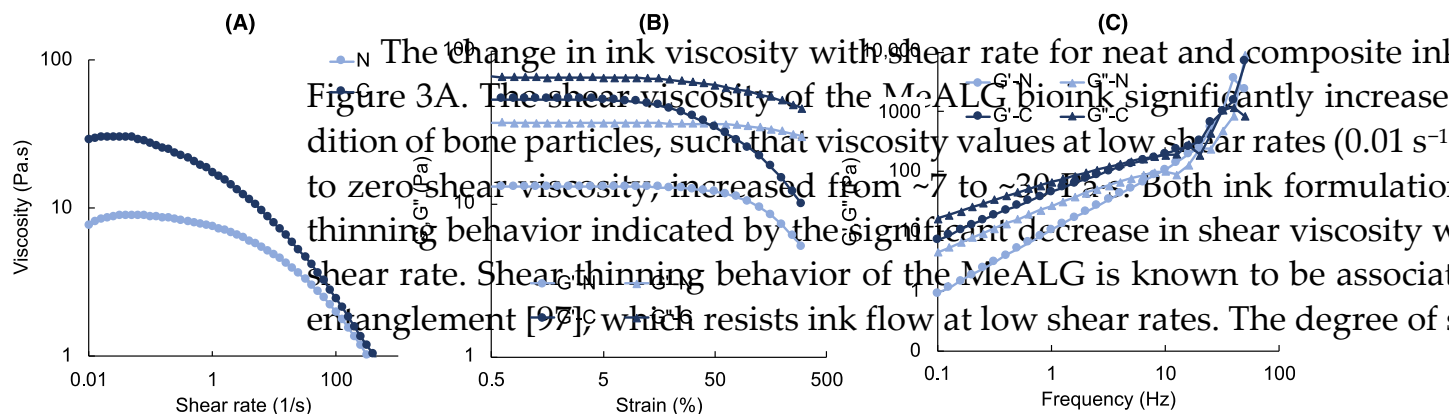 (A)
(B)
(C)
The change in ink viscosity with shear rate for neat and composite ink
Figure 3A. The shear viscosity of the MeALG bioink significantly increase
dition of bone particles, such that viscosity values at low shear rates (0.01 s⁻¹
to zero shear viscosity, increased from ~7 to ~30 Pa·s. Both ink formulation
thinning behavior indicated by the significant decrease in shear viscosity w
shear rate. Shear thinning behavior of the MeALG is known to be associat
entanglement [97], which resists ink flow at low shear rates. The degree of s
Viscosity (Pa.s)
100
10
1
0.01
1
100
Shear rate (1/s)
N
C
G',G'' (Pa)
100
10
1
0.5
5
50
500
Strain (%)
G'-N
G''-N
G'-C
G''-C
G',G'' (Pa)
10,000
1000
100
10
1
0
0.1
1
10
100
Frequency (Hz)
G'-N
G''-N
G'-C
G''-C